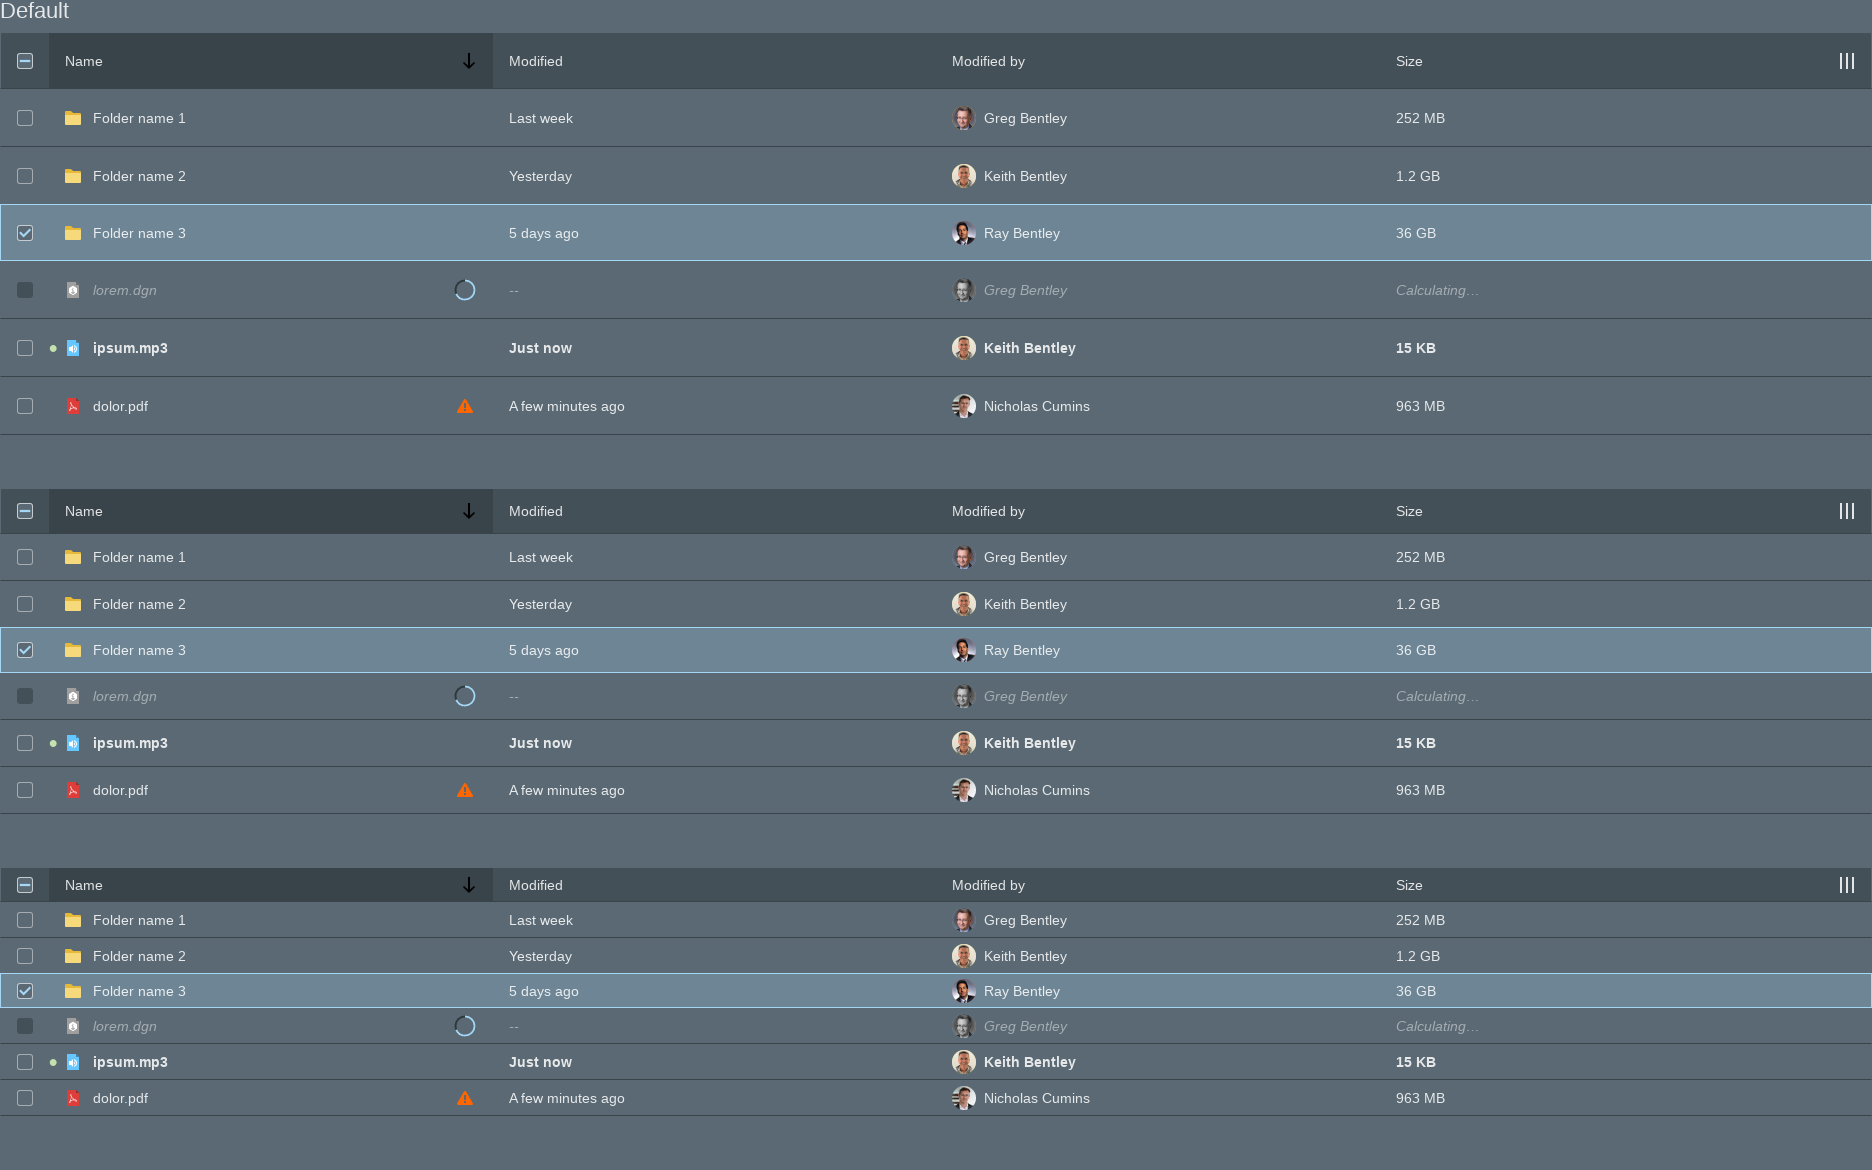 Default
Name Modified Modified by Size
Folder name 1 Last week Greg Bentley 252 MB
Folder name 2 Yesterday Keith Bentley 1.2 GB
Folder name 3 5 days ago Ray Bentley 36 GB
lorem.dgn -- Greg Bentley Calculating…
ipsum.mp3 Just now Keith Bentley 15 KB
dolor.pdf A few minutes ago Nicholas Cumins 963 MB
Name Modified Modified by Size
Folder name 1 Last week Greg Bentley 252 MB
Folder name 2 Yesterday Keith Bentley 1.2 GB
Folder name 3 5 days ago Ray Bentley 36 GB
lorem.dgn -- Greg Bentley Calculating…
ipsum.mp3 Just now Keith Bentley 15 KB
dolor.pdf A few minutes ago Nicholas Cumins 963 MB
Name Modified Modified by Size
Folder name 1 Last week Greg Bentley 252 MB
Folder name 2 Yesterday Keith Bentley 1.2 GB
Folder name 3 5 days ago Ray Bentley 36 GB
lorem.dgn -- Greg Bentley Calculating…
ipsum.mp3 Just now Keith Bentley 15 KB
dolor.pdf A few minutes ago Nicholas Cumins 963 MB